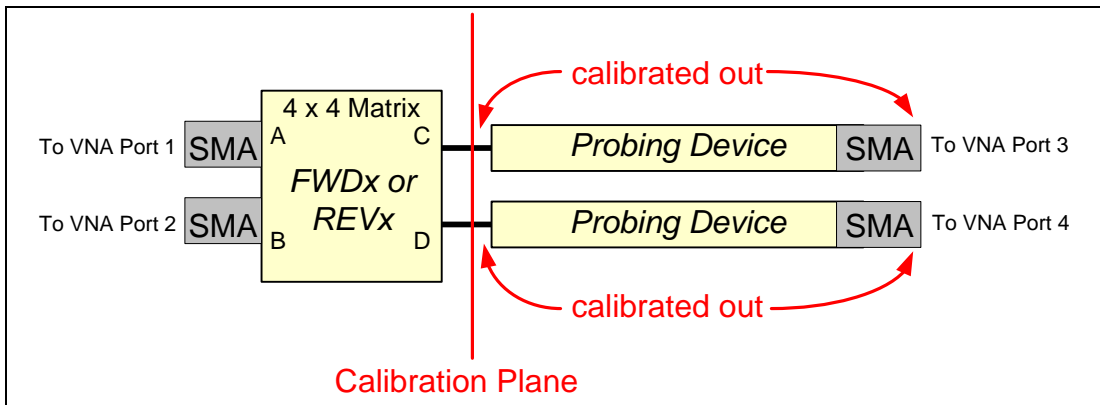 calibrated out
4 x 4 Matrix
To VNA Port 1 SMA A C Probing Device SMA To VNA Port 3
FWDx or
REVx
To VNA Port 2 SMA B D Probing Device SMA To VNA Port 4
calibrated out
Calibration Plane